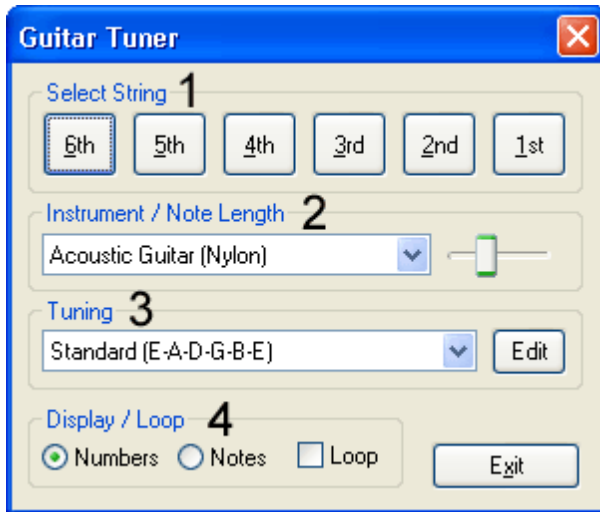 Guitar Tuner
Select String 1
6th 5th 4th 3rd 2nd 1st
Instrument / Note Length 2
Acoustic Guitar (Nylon)
Tuning 3
Standard (E-A-D-G-B-E) Edit
Display / Loop 4
Numbers Notes Loop Exit